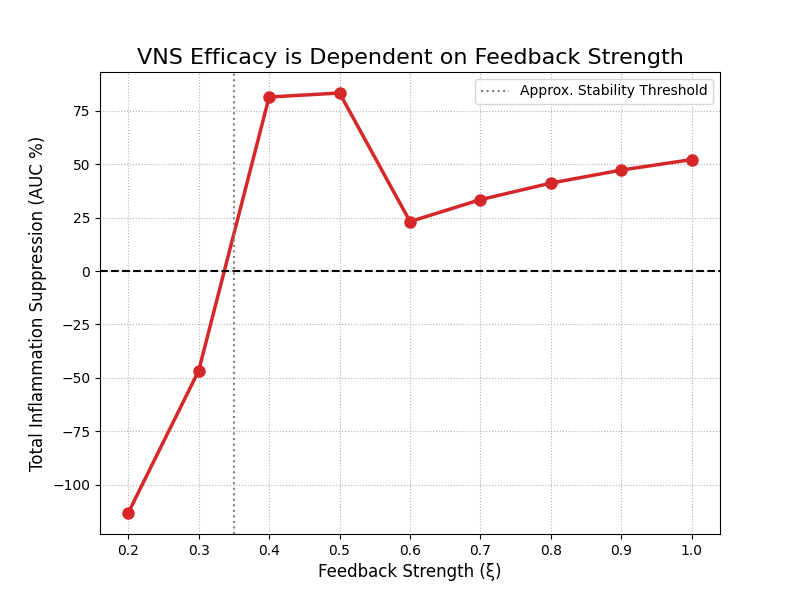 VNS Efficacy is Dependent on Feedback Strength
Approx. Stability Threshold
Total Inflammation Suppression (AUC %)
75
50
25
0
−25
−50
−75
−100
0.2 0.3 0.4 0.5 0.6 0.7 0.8 0.9 1.0
Feedback Strength (ξ)